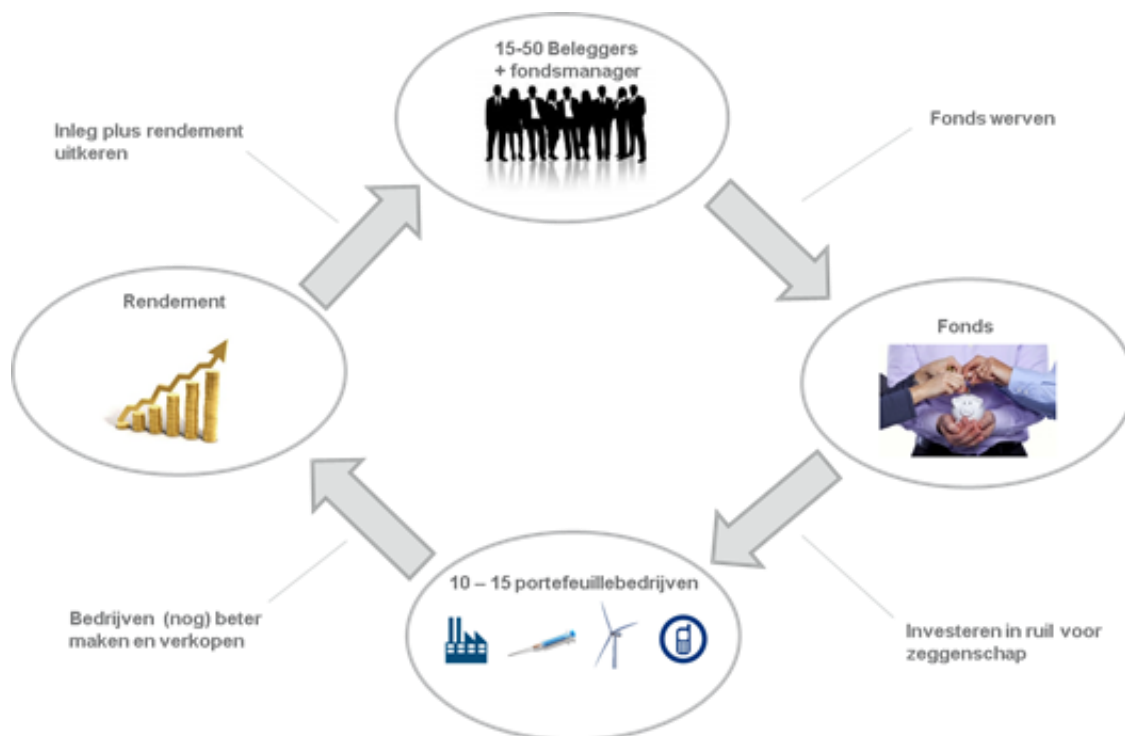 15-50 Beleggers
+ fondsmanager
Inleg plus rendement
uitkeren
Fonds werven
Rendement
Fonds
10 – 15 portefeuillebedrijven
Bedrijven (nog) beter
maken en verkopen
Investeren in ruil voor
zeggenschap